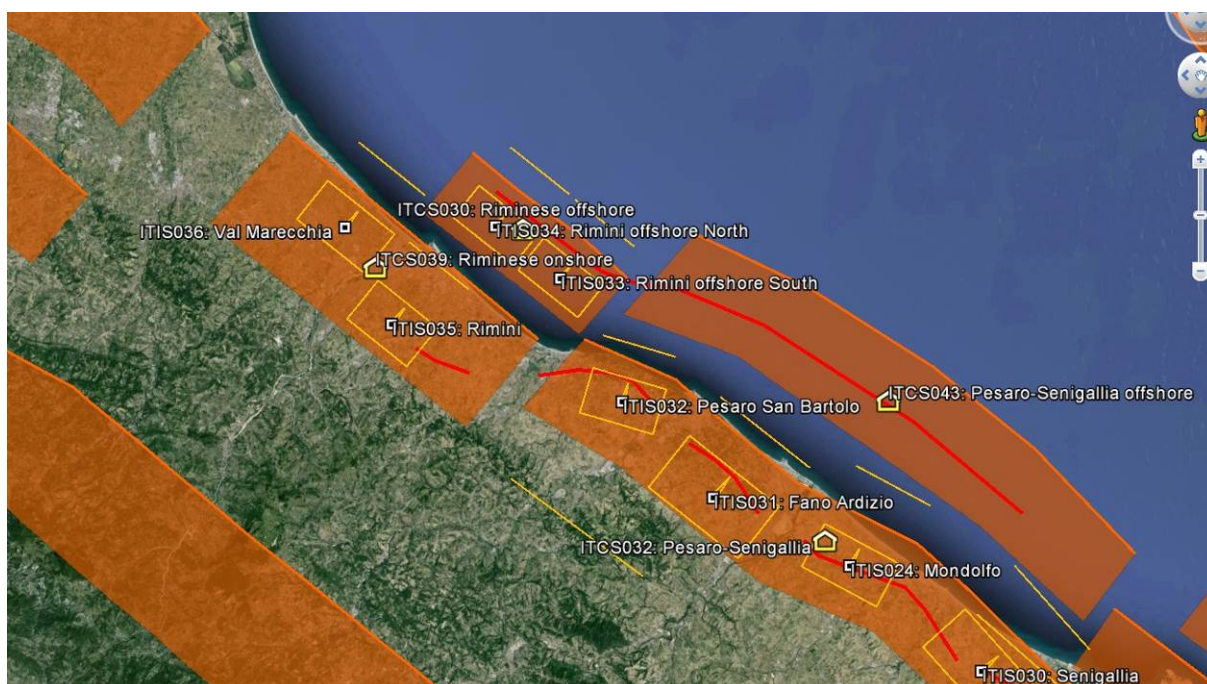 ITCS030: Riminese offshore
ITIS036: Val Marecchia
ITIS034: Rimini offshore North
ITCS039: Riminese onshore
ITIS033: Rimini offshore South
ITIS035: Rimini
ITCS043: Pesaro-Senigallia offshore
ITIS032: Pesaro San Bartolo
ITIS031: Fano Ardizio
ITCS032: Pesaro-Senigallia
ITIS024: Mondolfo
ITIS030: Senigallia